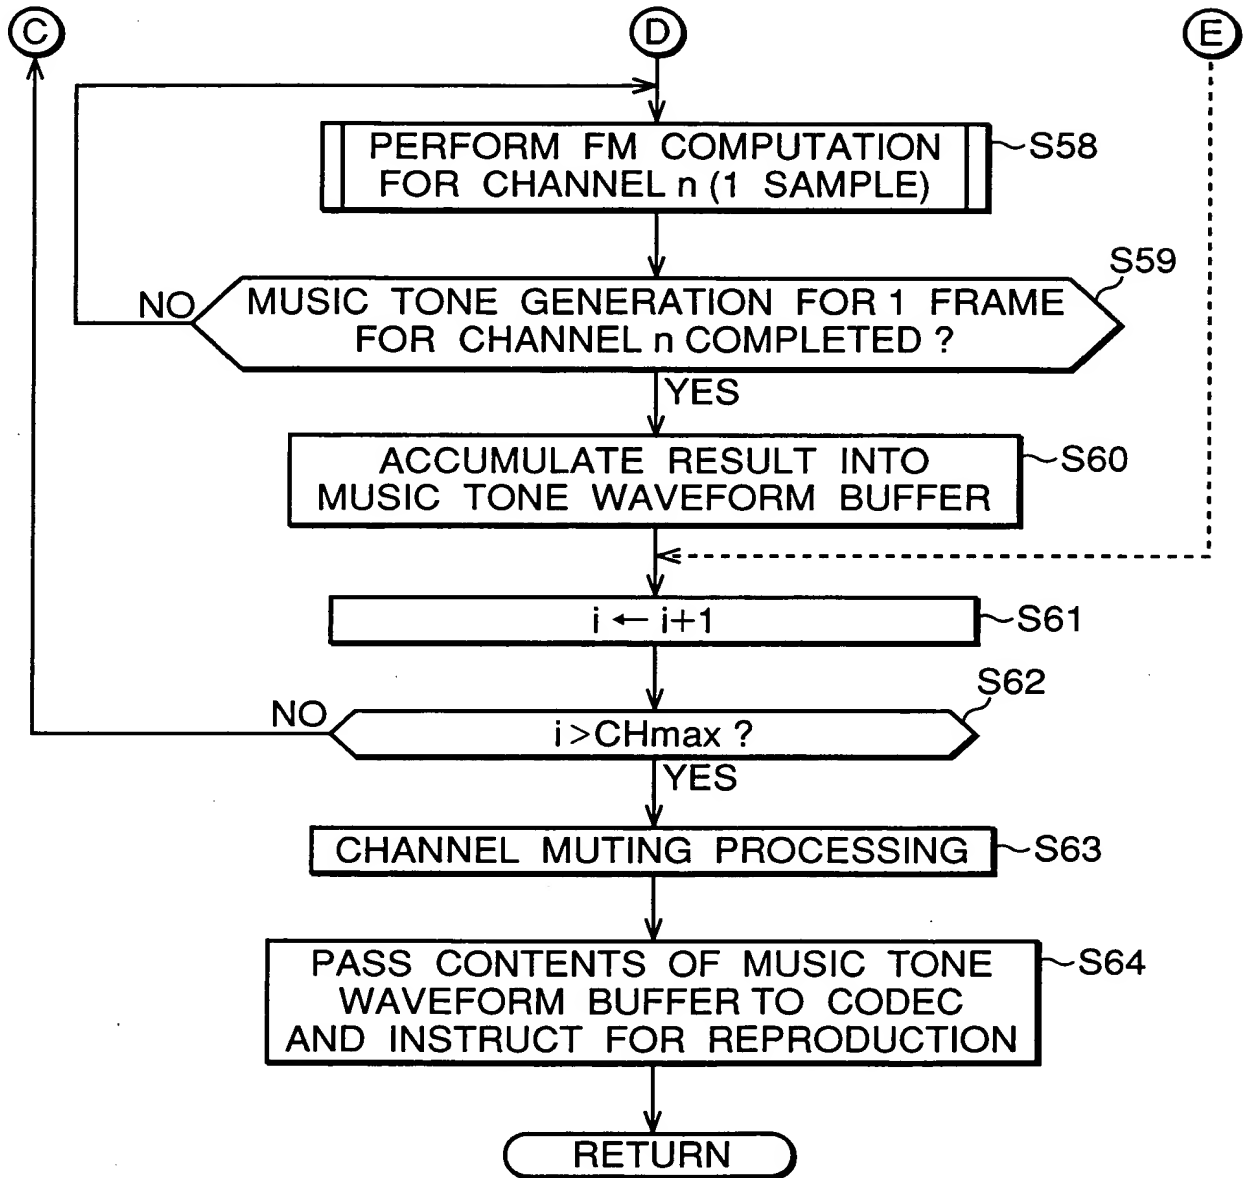 C
D
E
PERFORM FM COMPUTATION
FOR CHANNEL n (1 SAMPLE)
S58
S59
NO
MUSIC TONE GENERATION FOR 1 FRAME
FOR CHANNEL n COMPLETED ?
YES
ACCUMULATE RESULT INTO
MUSIC TONE WAVEFORM BUFFER
S60
i ← i+1
S61
S62
NO
i >CHmax ?
YES
CHANNEL MUTING PROCESSING
S63
PASS CONTENTS OF MUSIC TONE
WAVEFORM BUFFER TO CODEC
AND INSTRUCT FOR REPRODUCTION
S64
RETURN